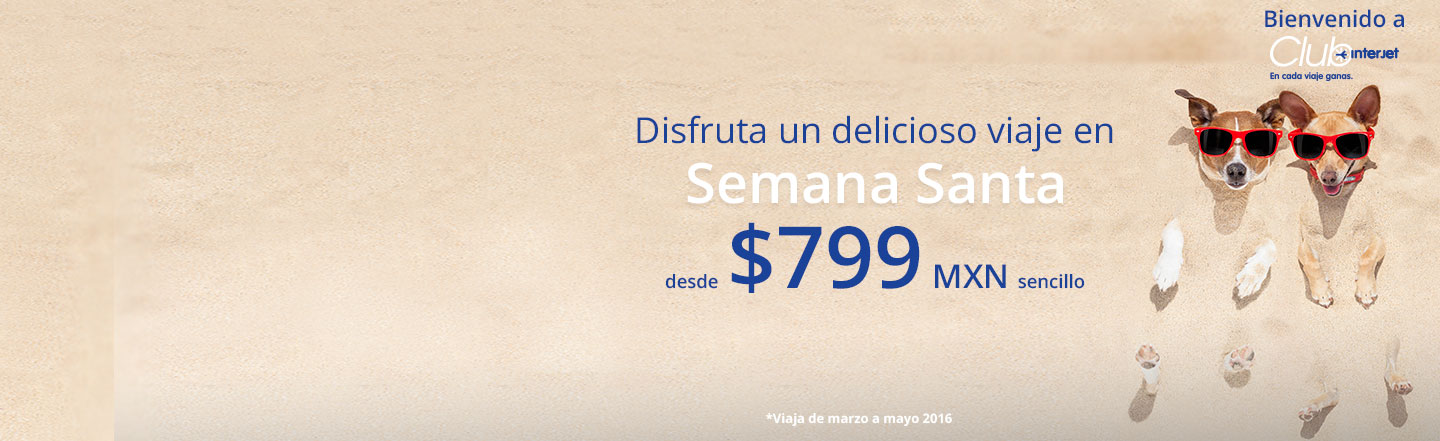 Bienvenido a
Club interjet
En cada viaje ganas.
Disfruta un delicioso viaje en
Semana Santa
desde $799 MXN sencillo
*Viaja de marzo a mayo 2016